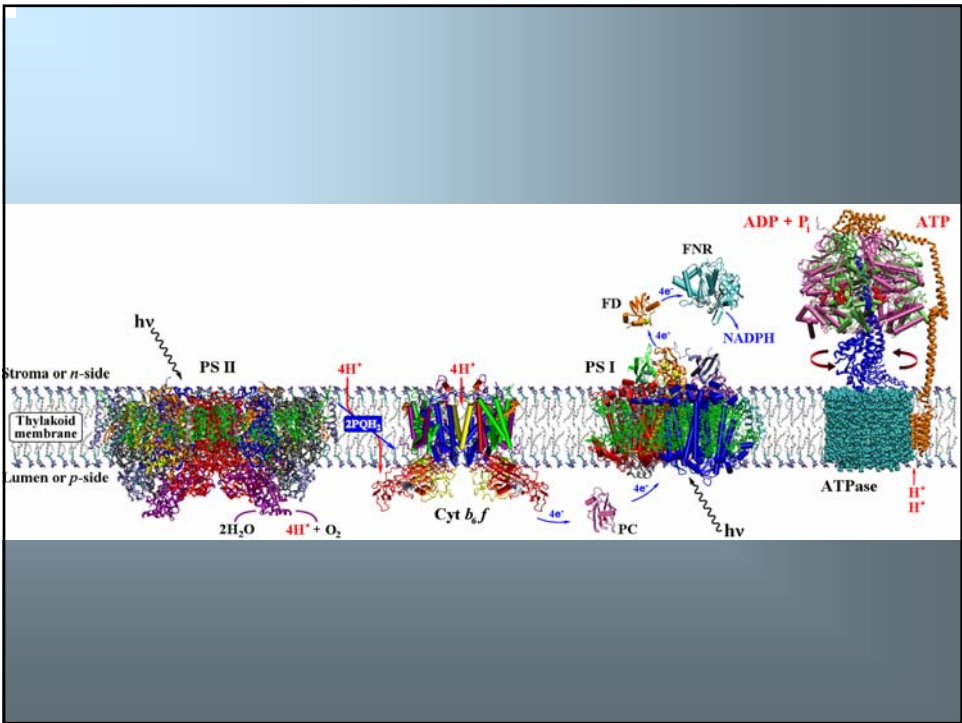 ADP + Pi
ATP
FNR
4e⁻
FD
NADPH
4e⁻
hν
PS II
4H⁺
4H⁺
PS I
Stroma or n-side
Thylakoid
membrane
2PQH₂
Lumen or p-side
ATPase
Cyt b₆f
H⁺
H⁺
2H₂O
4H⁺ + O₂
4e⁻
PC
4e⁻
hν